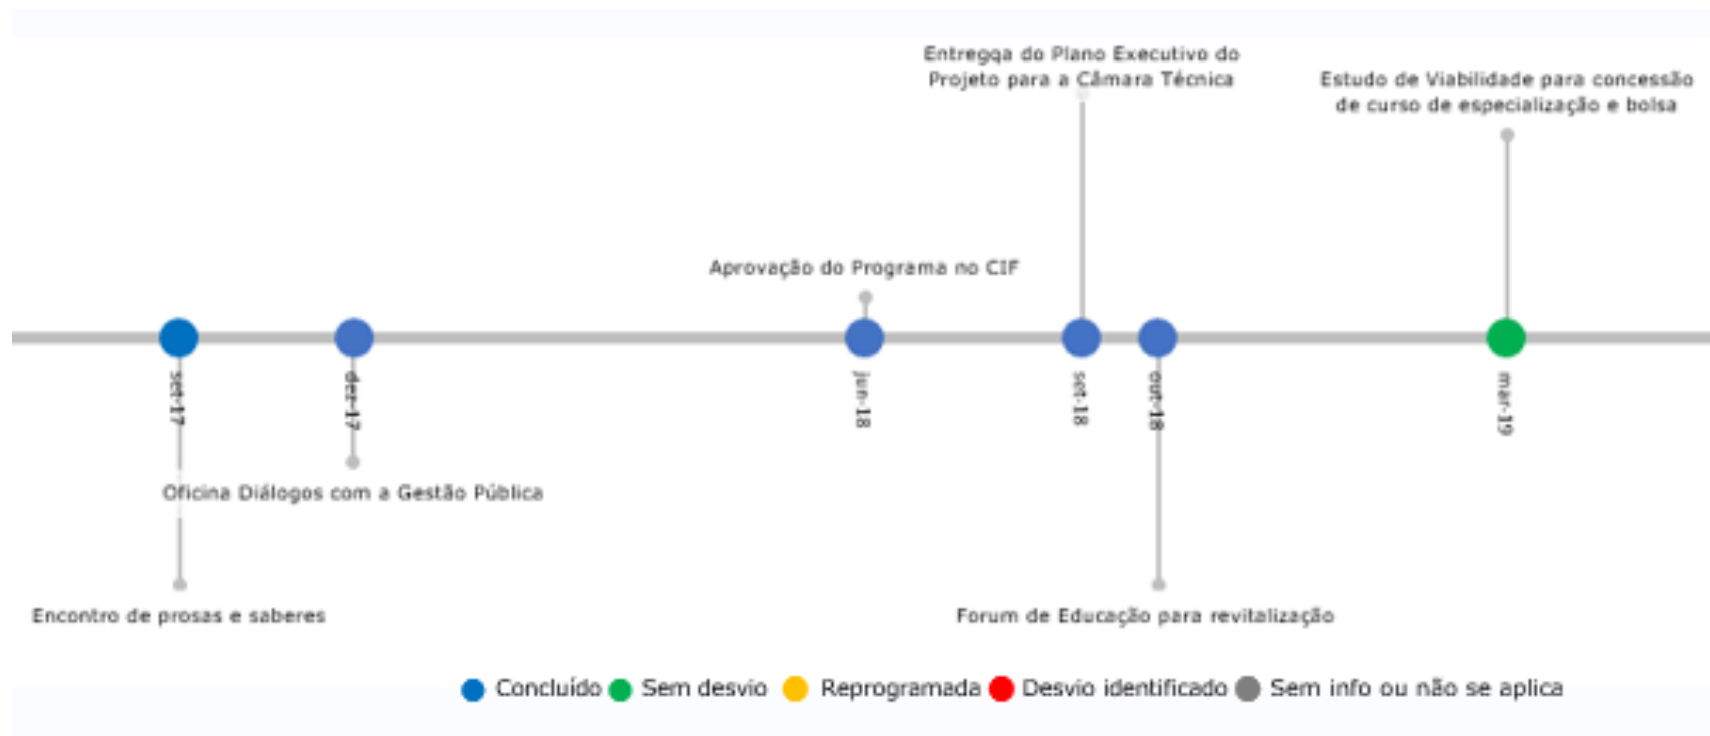 Entregqa do Plano Executivo do
Projeto para a Câmara Técnica
Estudo de Viabilidade para concessão
de curso de especialização e bolsa
Aprovação do Programa no CIF
set-17
dez-17
jun-18
set-18
out-18
mar-19
Oficina Diálogos com a Gestão Pública
Encontro de prosas e saberes
Forum de Educação para revitalização
Concluído
Sem desvio
Reprogramada
Desvio identificado
Sem info ou não se aplica